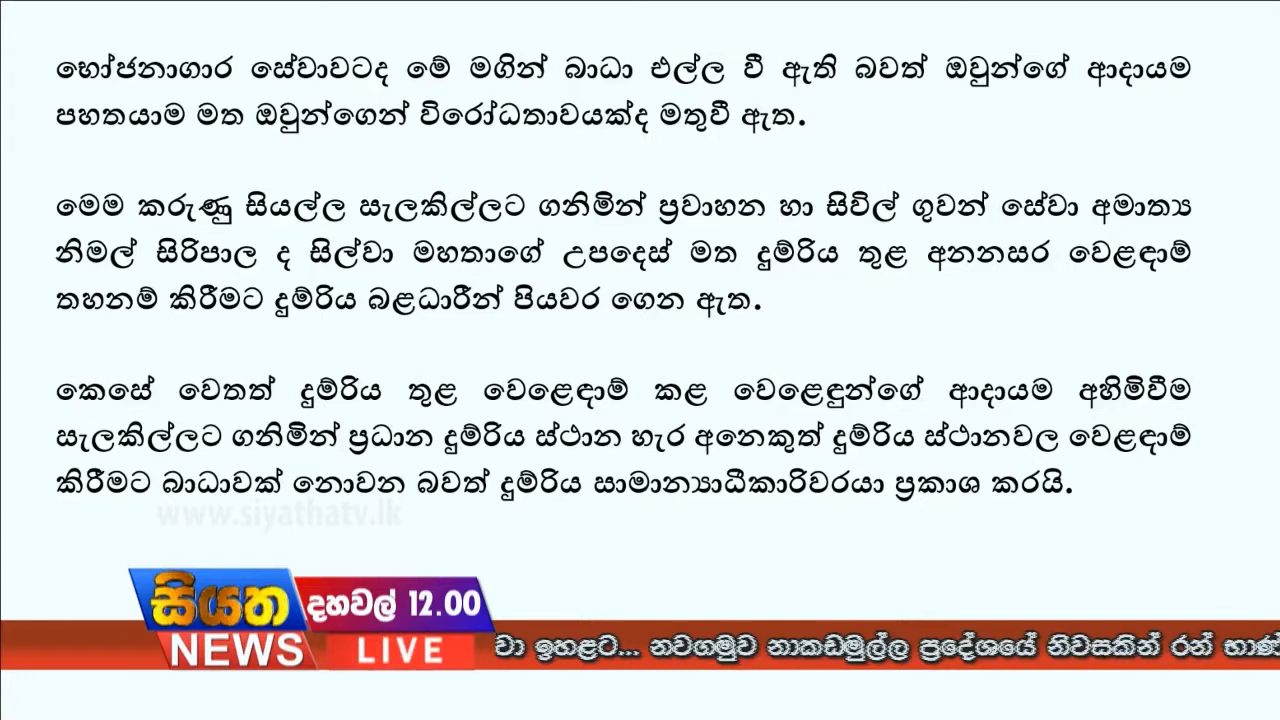 භෝජනාගාර සේවාවටද මේ මගින් බාධා එල්ල වී ඇති බවත් ඔවුන්ගේ ආදායම
පහතයාම මත ඔවුන්ගෙන් විරෝධතාවයක්ද මතුවී ඇත.
මෙම කරුණු සියල්ල සැලකිල්ලට ගනිමින් ප්‍රවාහන හා සිවිල් ගුවන් සේවා අමාත්‍ය
නිමල් සිරිපාල ද සිල්වා මහතාගේ උපදෙස් මත දුම්රිය තුළ අනනසර වෙළඳාම්
තහනම් කිරීමට දුම්රිය බළධාරීන් පියවර ගෙන ඇත.
කෙසේ වෙතත් දුම්රිය තුළ වෙළෙඳාම් කළ වෙළෙඳුන්ගේ ආදායම අහිමිවීම
සැලකිල්ලට ගනිමින් ප්‍රධාන දුම්රිය ස්ථාන හැර අනෙකුත් දුම්රිය ස්ථානවල වෙළඳාම්
කිරීමට බාධාවක් නොවන බවත් දුම්රිය සාමාන්‍යාධීකාරිවරයා ප්‍රකාශ කරයි.
www.siyathatv.lk
සියත දහවල් 12.00
NEWS LIVE වා ඉහළට... නවගමුව නාකඩමුල්ල ප්‍රදේශයේ නිවසකින් රන්